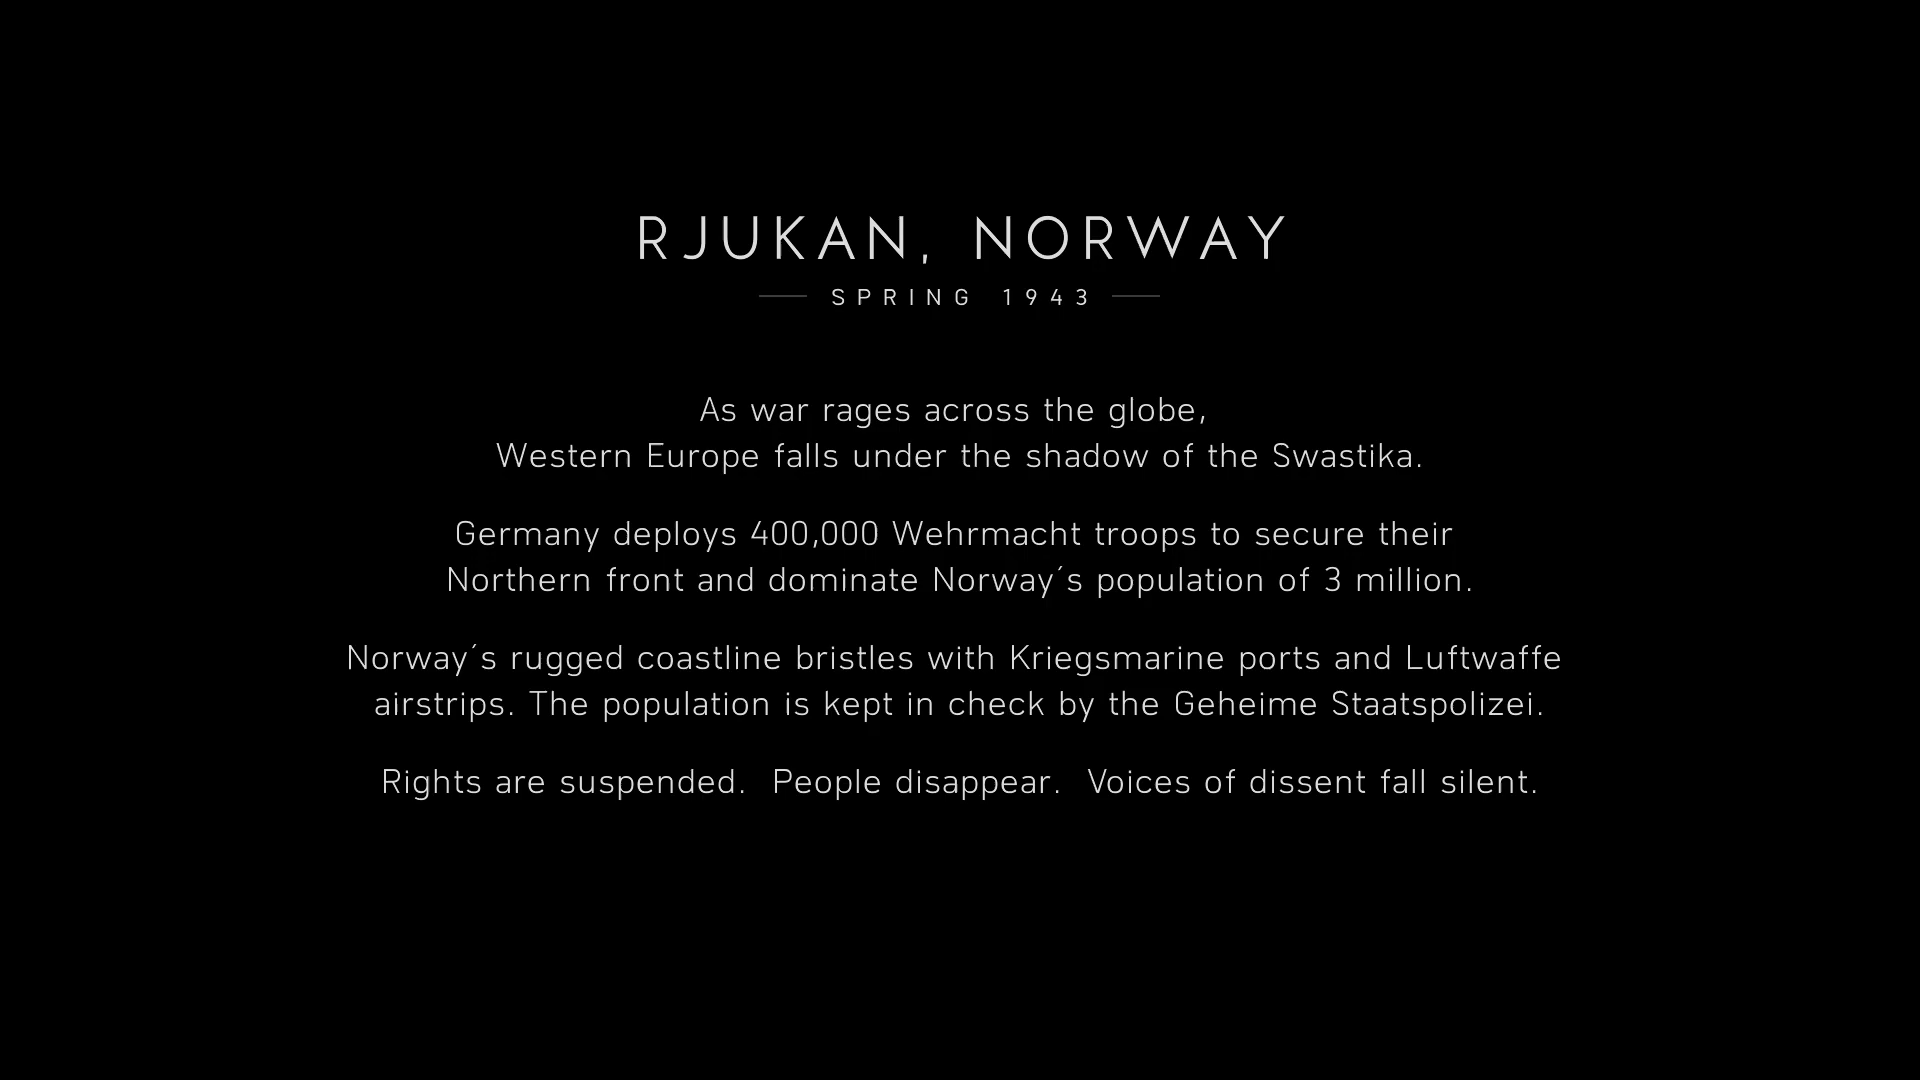 RJUKAN, NORWAY
SPRING 1943
As war rages across the globe,
Western Europe falls under the shadow of the Swastika.
Germany deploys 400,000 Wehrmacht troops to secure their
Northern front and dominate Norway´s population of 3 million.
Norway´s rugged coastline bristles with Kriegsmarine ports and Luftwaffe
airstrips. The population is kept in check by the Geheime Staatspolizei.
Rights are suspended.  People disappear.  Voices of dissent fall silent.